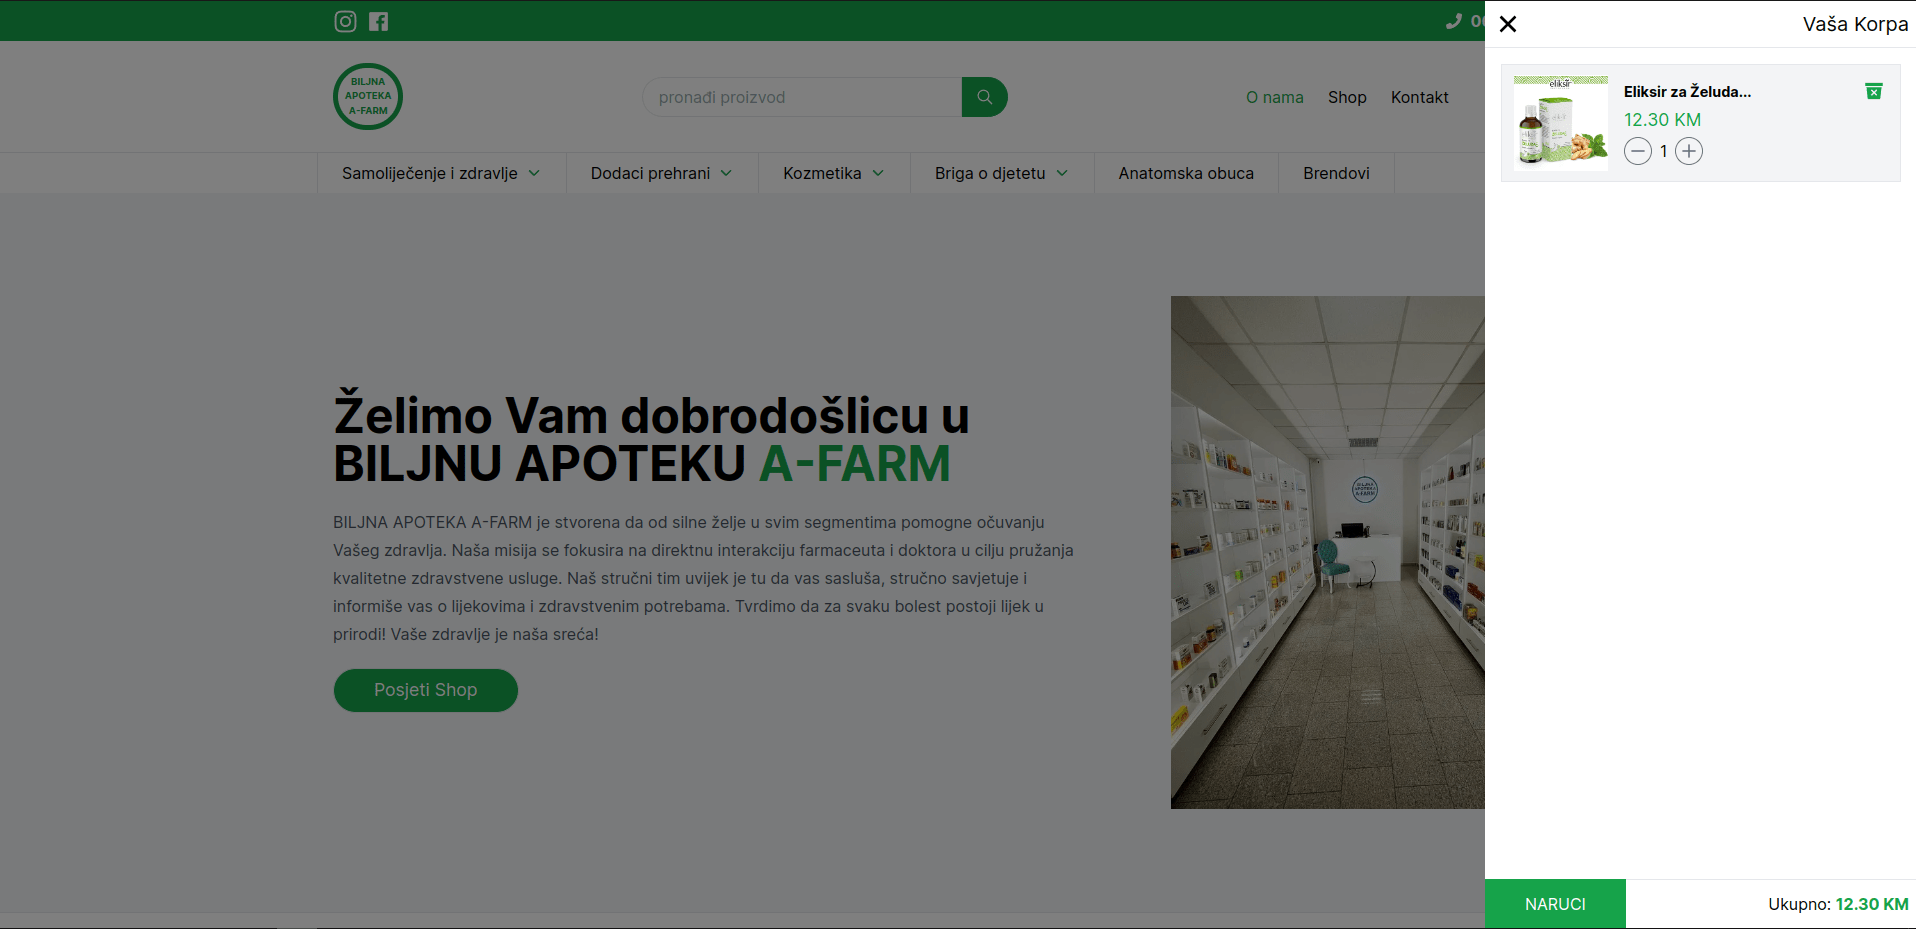 Vaša Korpa
BILJNA
APOTEKA
A-FARM
pronađi proizvod
O nama
Shop
Kontakt
eliksir
Eliksir za Želuda...
12.30 KM
1
Samoliječenje i zdravlje
Dodaci prehrani
Kozmetika
Briga o djetetu
Anatomska obuca
Brendovi
Želimo Vam dobrodošlicu u
BILJNU APOTEKU A-FARM
BILJNA APOTEKA A-FARM je stvorena da od silne želje u svim segmentima pomogne očuvanju
Vašeg zdravlja. Naša misija se fokusira na direktnu interakciju farmaceuta i doktora u cilju pružanja
kvalitetne zdravstvene usluge. Naš stručni tim uvijek je tu da vas sasluša, stručno savjetuje i
informiše vas o lijekovima i zdravstvenim potrebama. Tvrdimo da za svaku bolest postoji lijek u
prirodi! Vaše zdravlje je naša sreća!
Posjeti Shop
BILJNA
APOTEKA
A-FARM
NARUCI
Ukupno: 12.30 KM